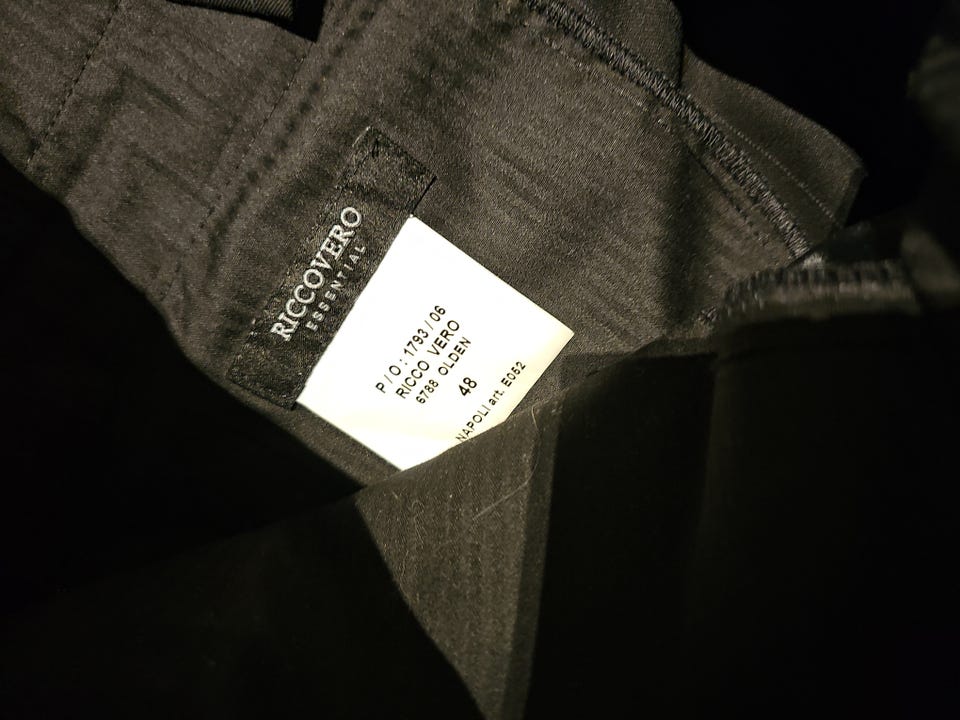 RICCOVERO
ESSENTIAL
P/O: 1793/06
RICCO VERO
6788 OLDEN
48
NAPOLI art. E052